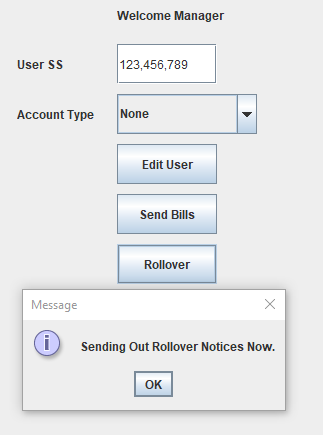 Welcome Manager
User SS
123,456,789
Account Type
None
Edit User
Send Bills
Rollover
Message
Sending Out Rollover Notices Now.
OK